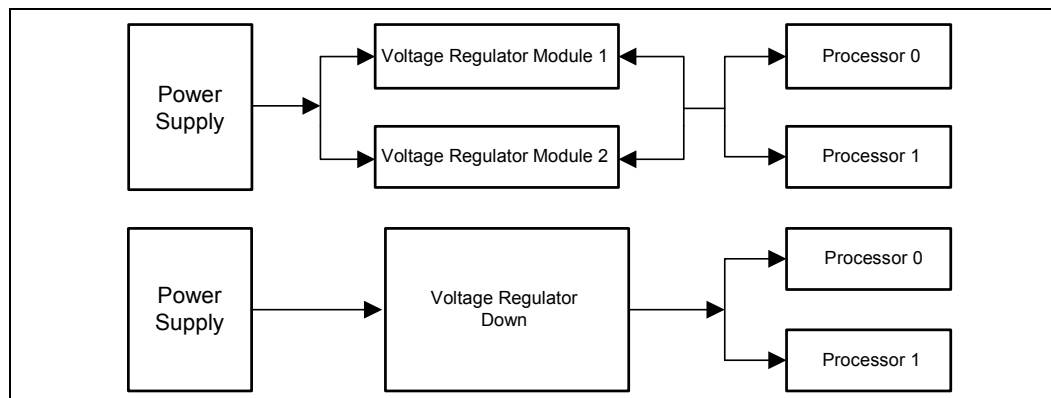 Power
Supply
Voltage Regulator Module 1
Voltage Regulator Module 2
Processor 0
Processor 1
Power
Supply
Voltage Regulator
Down
Processor 0
Processor 1